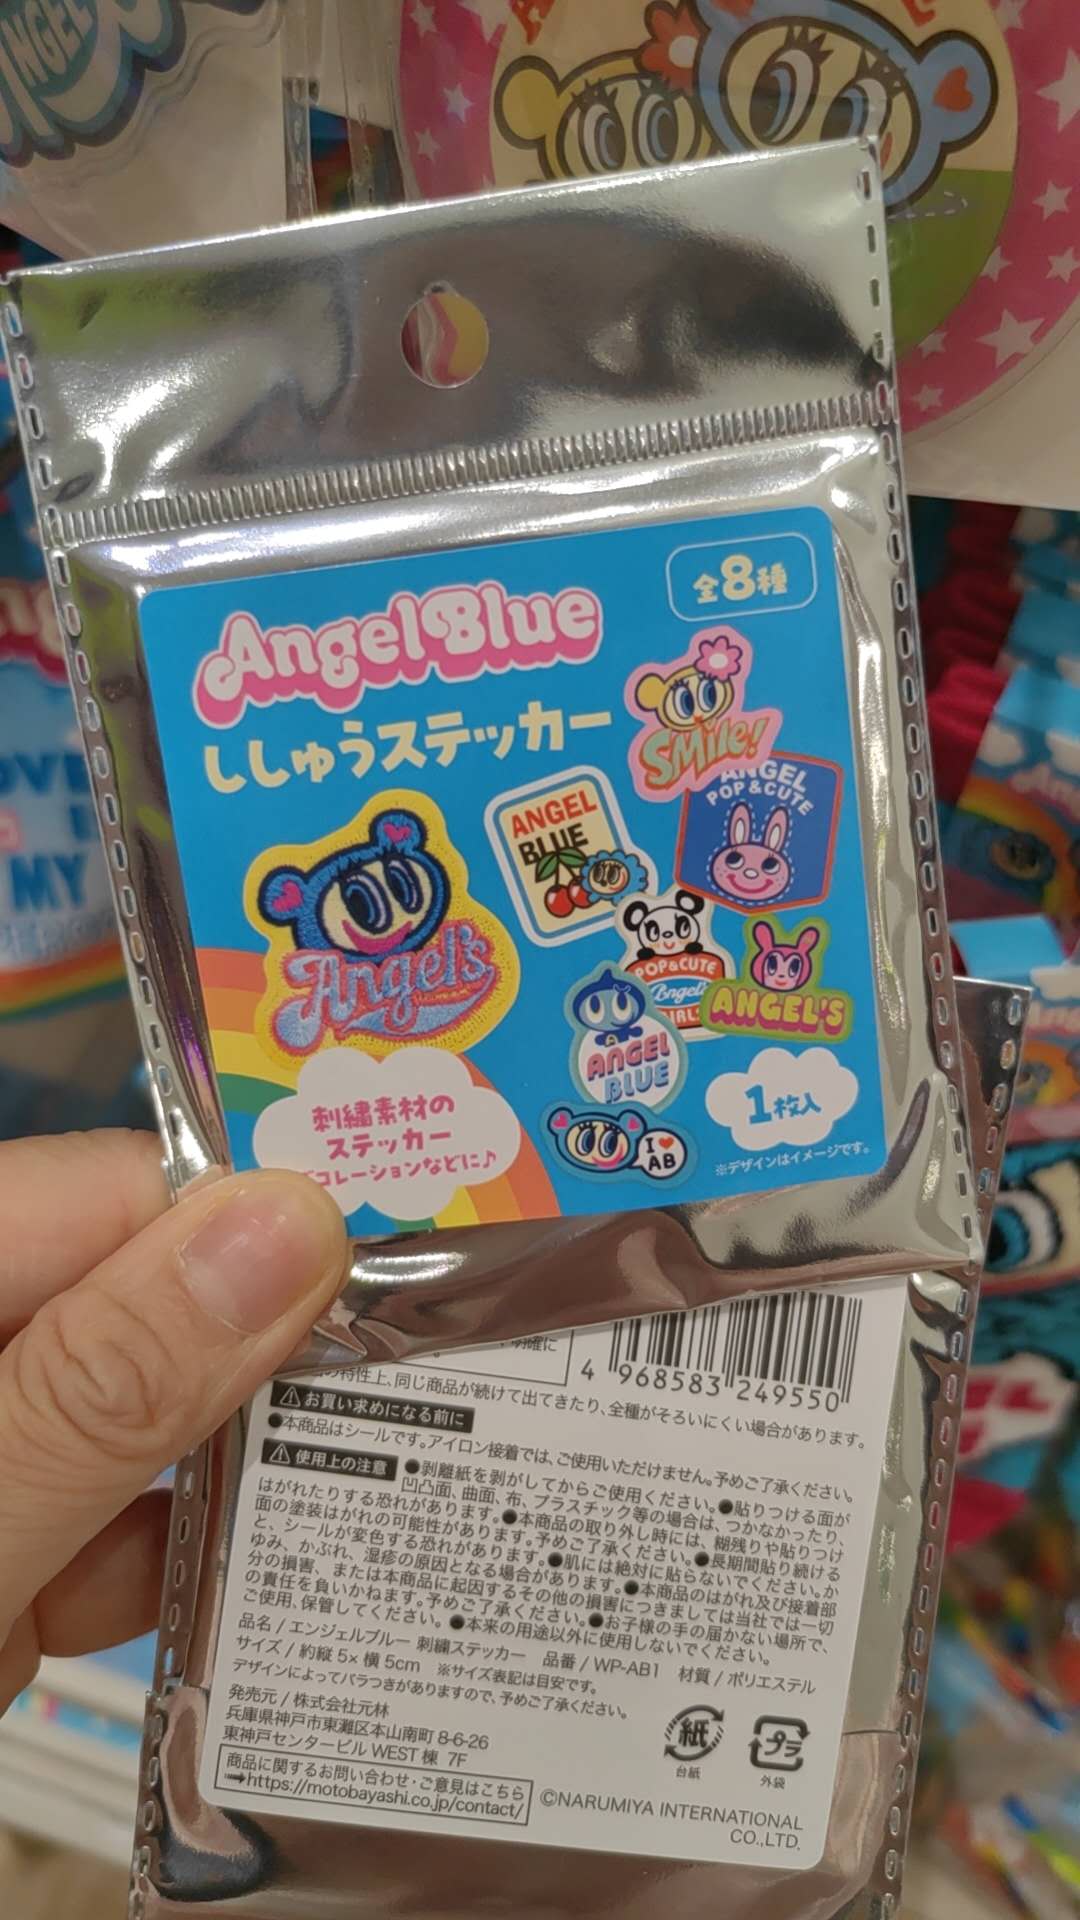 全8種
AngelBlue
ししゅうステッカー
SMile!
ANGEL
BLUE
ANGEL
POP & CUTE
Angel's
POP&CUTE
Angel's
GIRLS
ANGEL'S
ANGEL
BLUE
I ♥
AB
刺繍素材の
ステッカー
コレーションなどに♪
1枚入
※デザインはイメージです。
OVE
MY
明確に
の特性上、同じ商品が続けて出てきたり、全種がそろいにくい場合があります。
4 968583 249550
お買い求めになる前に
●本商品はシールです。アイロン接着では、ご使用いただけません。予めご了承ください。
使用上の注意 ●剥離紙を剥がしてからご使用ください。●貼りつける面が
凹凸面、曲面、布、プラスチック等の場合は、つかなかったり、
はがれたりする恐れがあります。●本商品の取り外し時には、糊残りや貼りつけ
面の塗装はがれの可能性があります。予めご了承ください。●長期間貼り続ける
と、シールが変色する恐れがあります。●肌には絶対に貼らないでください。か
ゆみ、かぶれ、湿疹の原因となる場合があります。●本商品のはがれ及び接着部
分の損害、または本商品に起因するその他の損害につきましては当社では一切
の責任を負いかねます。予めご了承ください。●お子様の手の届かない場所で、
ご使用、保管してください。●本来の用途以外に使用しないでください。
品名 / エンジェルブルー 刺繍ステッカー 品番 / WP-AB1 材質 / ポリエステル
サイズ / 約縦 5× 横 5cm ※サイズ表記は目安です。
デザインによってバラつきがありますので、予めご了承ください。
発売元 / 株式会社元林
兵庫県神戸市東灘区本山南町 8-6-26
東神戸センタービル WEST 棟 7F
商品に関するお問い合わせ・ご意見はこちら
➡https://motobayashi.co.jp/contact/
紙
台紙
プラ
外袋
©NARUMIYA INTERNATIONAL
CO.,LTD.